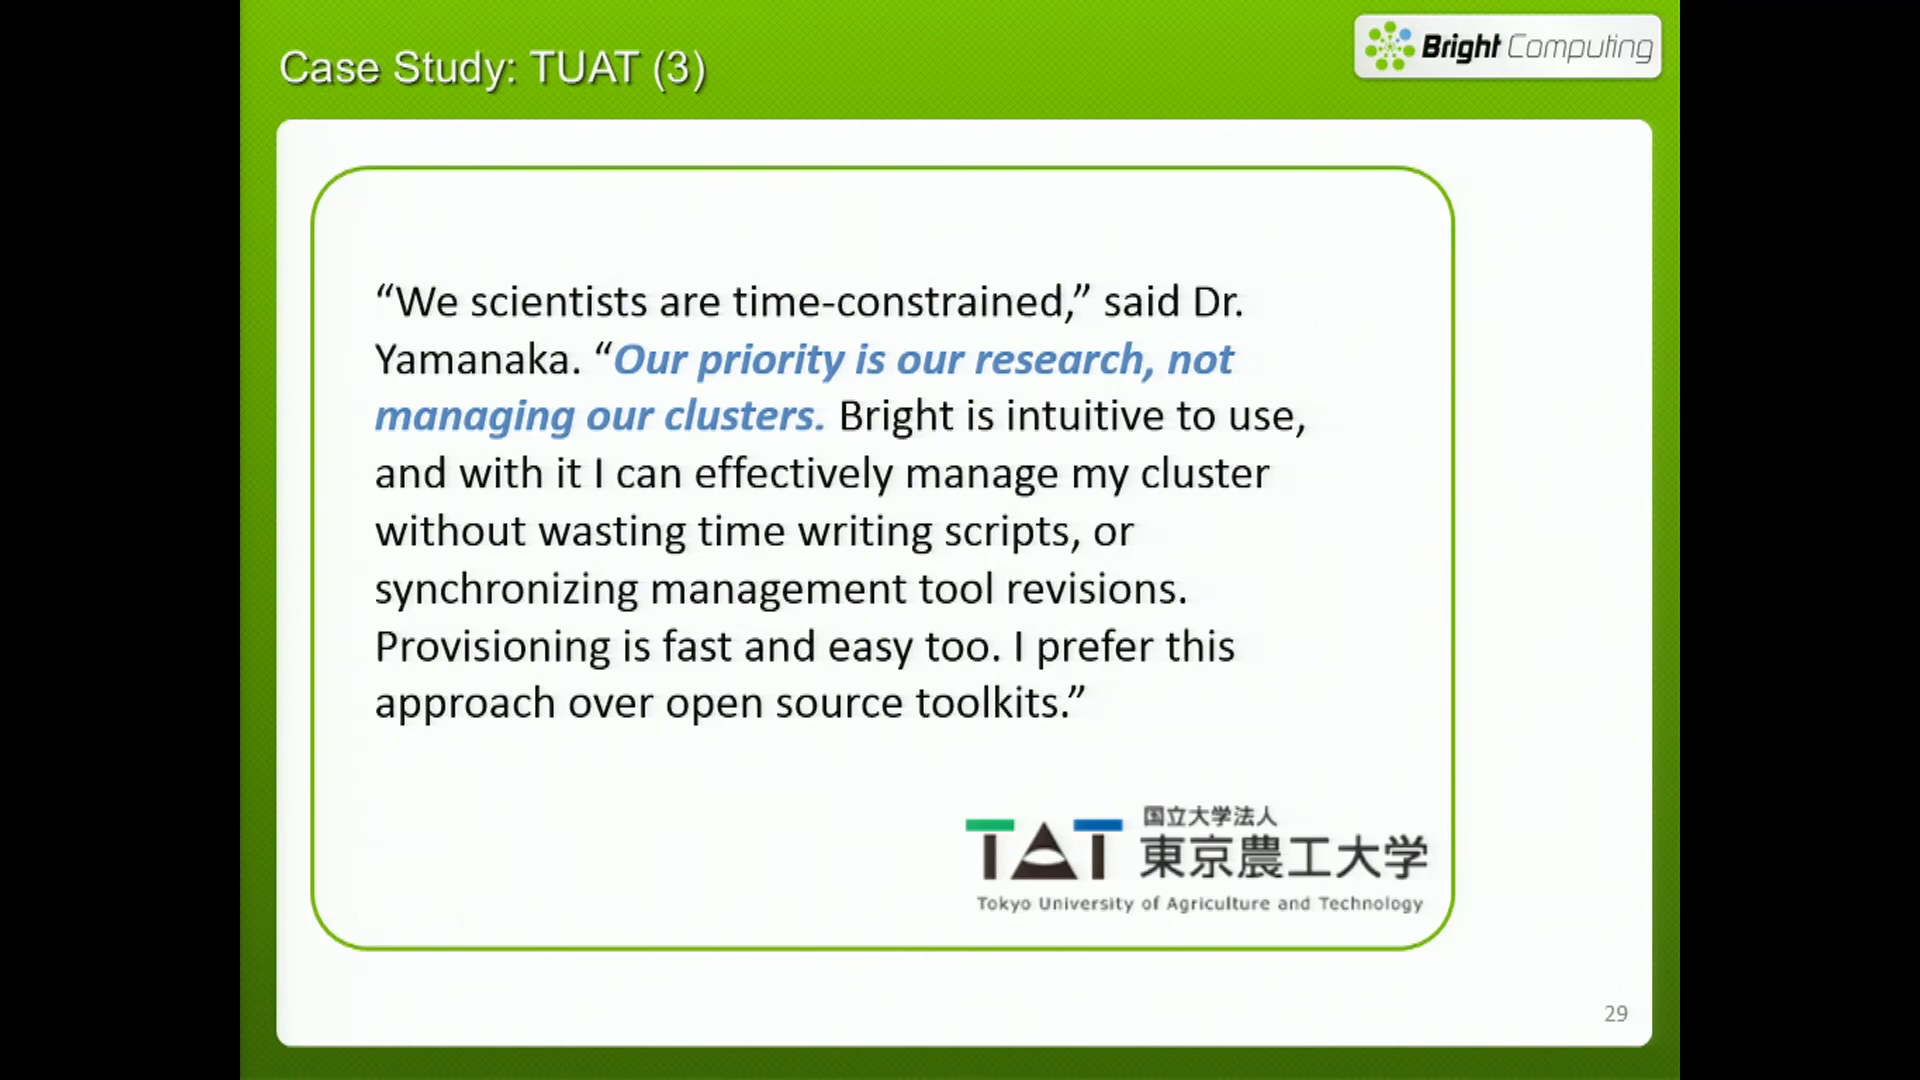 Case Study: TUAT (3)
Bright Computing
“We scientists are time-constrained,” said Dr.
Yamanaka. “Our priority is our research, not
managing our clusters. Bright is intuitive to use,
and with it I can effectively manage my cluster
without wasting time writing scripts, or
synchronizing management tool revisions.
Provisioning is fast and easy too. I prefer this
approach over open source toolkits.”
TAT
国立大学法人
東京農工大学
Tokyo University of Agriculture and Technology
29